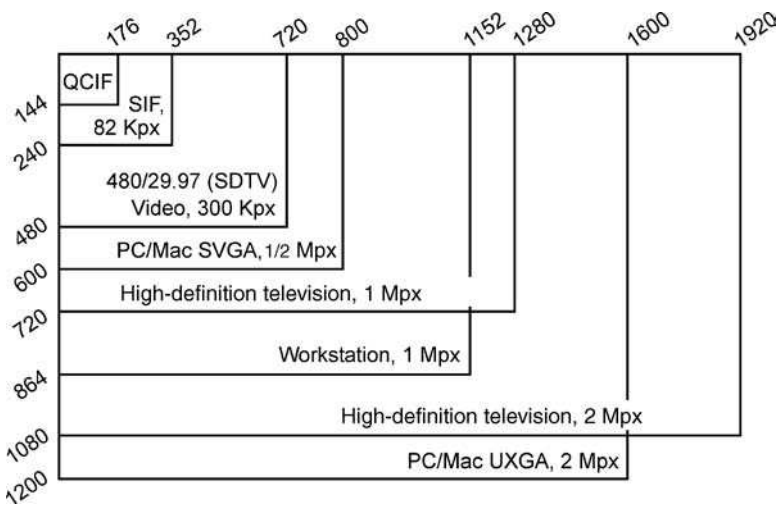 176 352 720 800 1152 1280 1600 1920
QCIF
144
SIF,
82 Kpx
240
480/29.97 (SDTV)
Video, 300 Kpx
480
PC/Mac SVGA, 1/2 Mpx
600
High-definition television, 1 Mpx
720
Workstation, 1 Mpx
864
High-definition television, 2 Mpx
1080
PC/Mac UXGA, 2 Mpx
1200